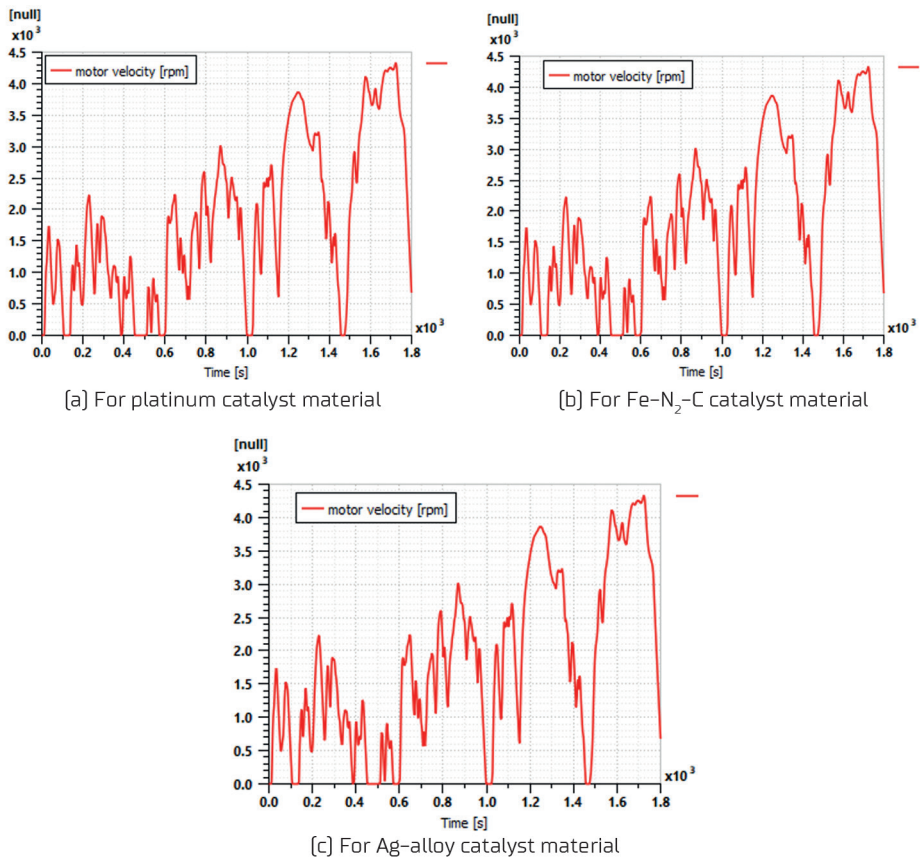 [null]
x10³
4.5
4.0
3.5
3.0
2.5
2.0
1.5
1.0
0.5
0.0
motor velocity [rpm]
0.0 0.2 0.4 0.6 0.8 1.0 1.2 1.4 1.6 1.8
x10³
Time [s]
(a) For platinum catalyst material
[null]
x10³
4.5
4.0
3.5
3.0
2.5
2.0
1.5
1.0
0.5
0.0
motor velocity [rpm]
0.0 0.2 0.4 0.6 0.8 1.0 1.2 1.4 1.6 1.8
x10³
Time [s]
(b) For Fe–N₂–C catalyst material
[null]
x10³
4.5
4.0
3.5
3.0
2.5
2.0
1.5
1.0
0.5
0.0
motor velocity [rpm]
0.0 0.2 0.4 0.6 0.8 1.0 1.2 1.4 1.6 1.8
x10³
Time [s]
(c) For Ag–alloy catalyst material